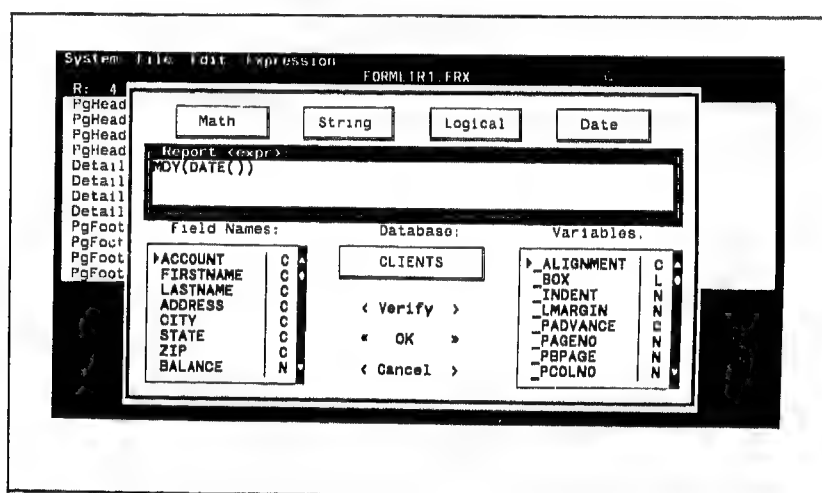 System File Edit Expression
FORMLTR1.FRX
R: 4
PgHead
PgHead
PgHead
PgHead
Detail
Detail
Detail
Detail
PgFoot
PgFoot
PgFoot
PgFoot
Math String Logical Date
Report <expr>
MDY(DATE())
Field Names:
ACCOUNT C
FIRSTNAME C
LASTNAME C
ADDRESS C
CITY C
STATE C
ZIP C
BALANCE N
Database:
CLIENTS
< Verify >
« OK »
< Cancel >
Variables.
_ALIGNMENT C
_BOX L
_INDENT N
_LMARGIN N
_PADVANCE C
_PAGENO N
_PBPAGE N
_PCOLNO N